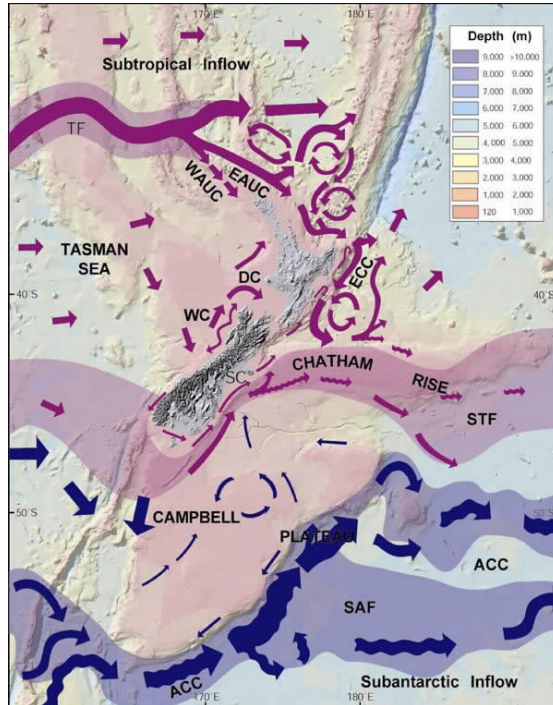 170˚E 180˚E
Depth (m)
9,000 >10,000
8,000 9,000
7,000 8,000
6,000 7,000
5,000 6,000
4,000 5,000
3,000 4,000
2,000 3,000
1,000 2,000
120 1,000
Subtropical Inflow
TF
WAUC
EAUC
TASMAN
SEA
DC
ECC
40˚S 40˚S
WC
SC
CHATHAM
RISE
STF
50˚S 50˚S
CAMPBELL
PLATEAU
ACC
SAF
ACC
Subantarctic Inflow
170˚E 180˚E